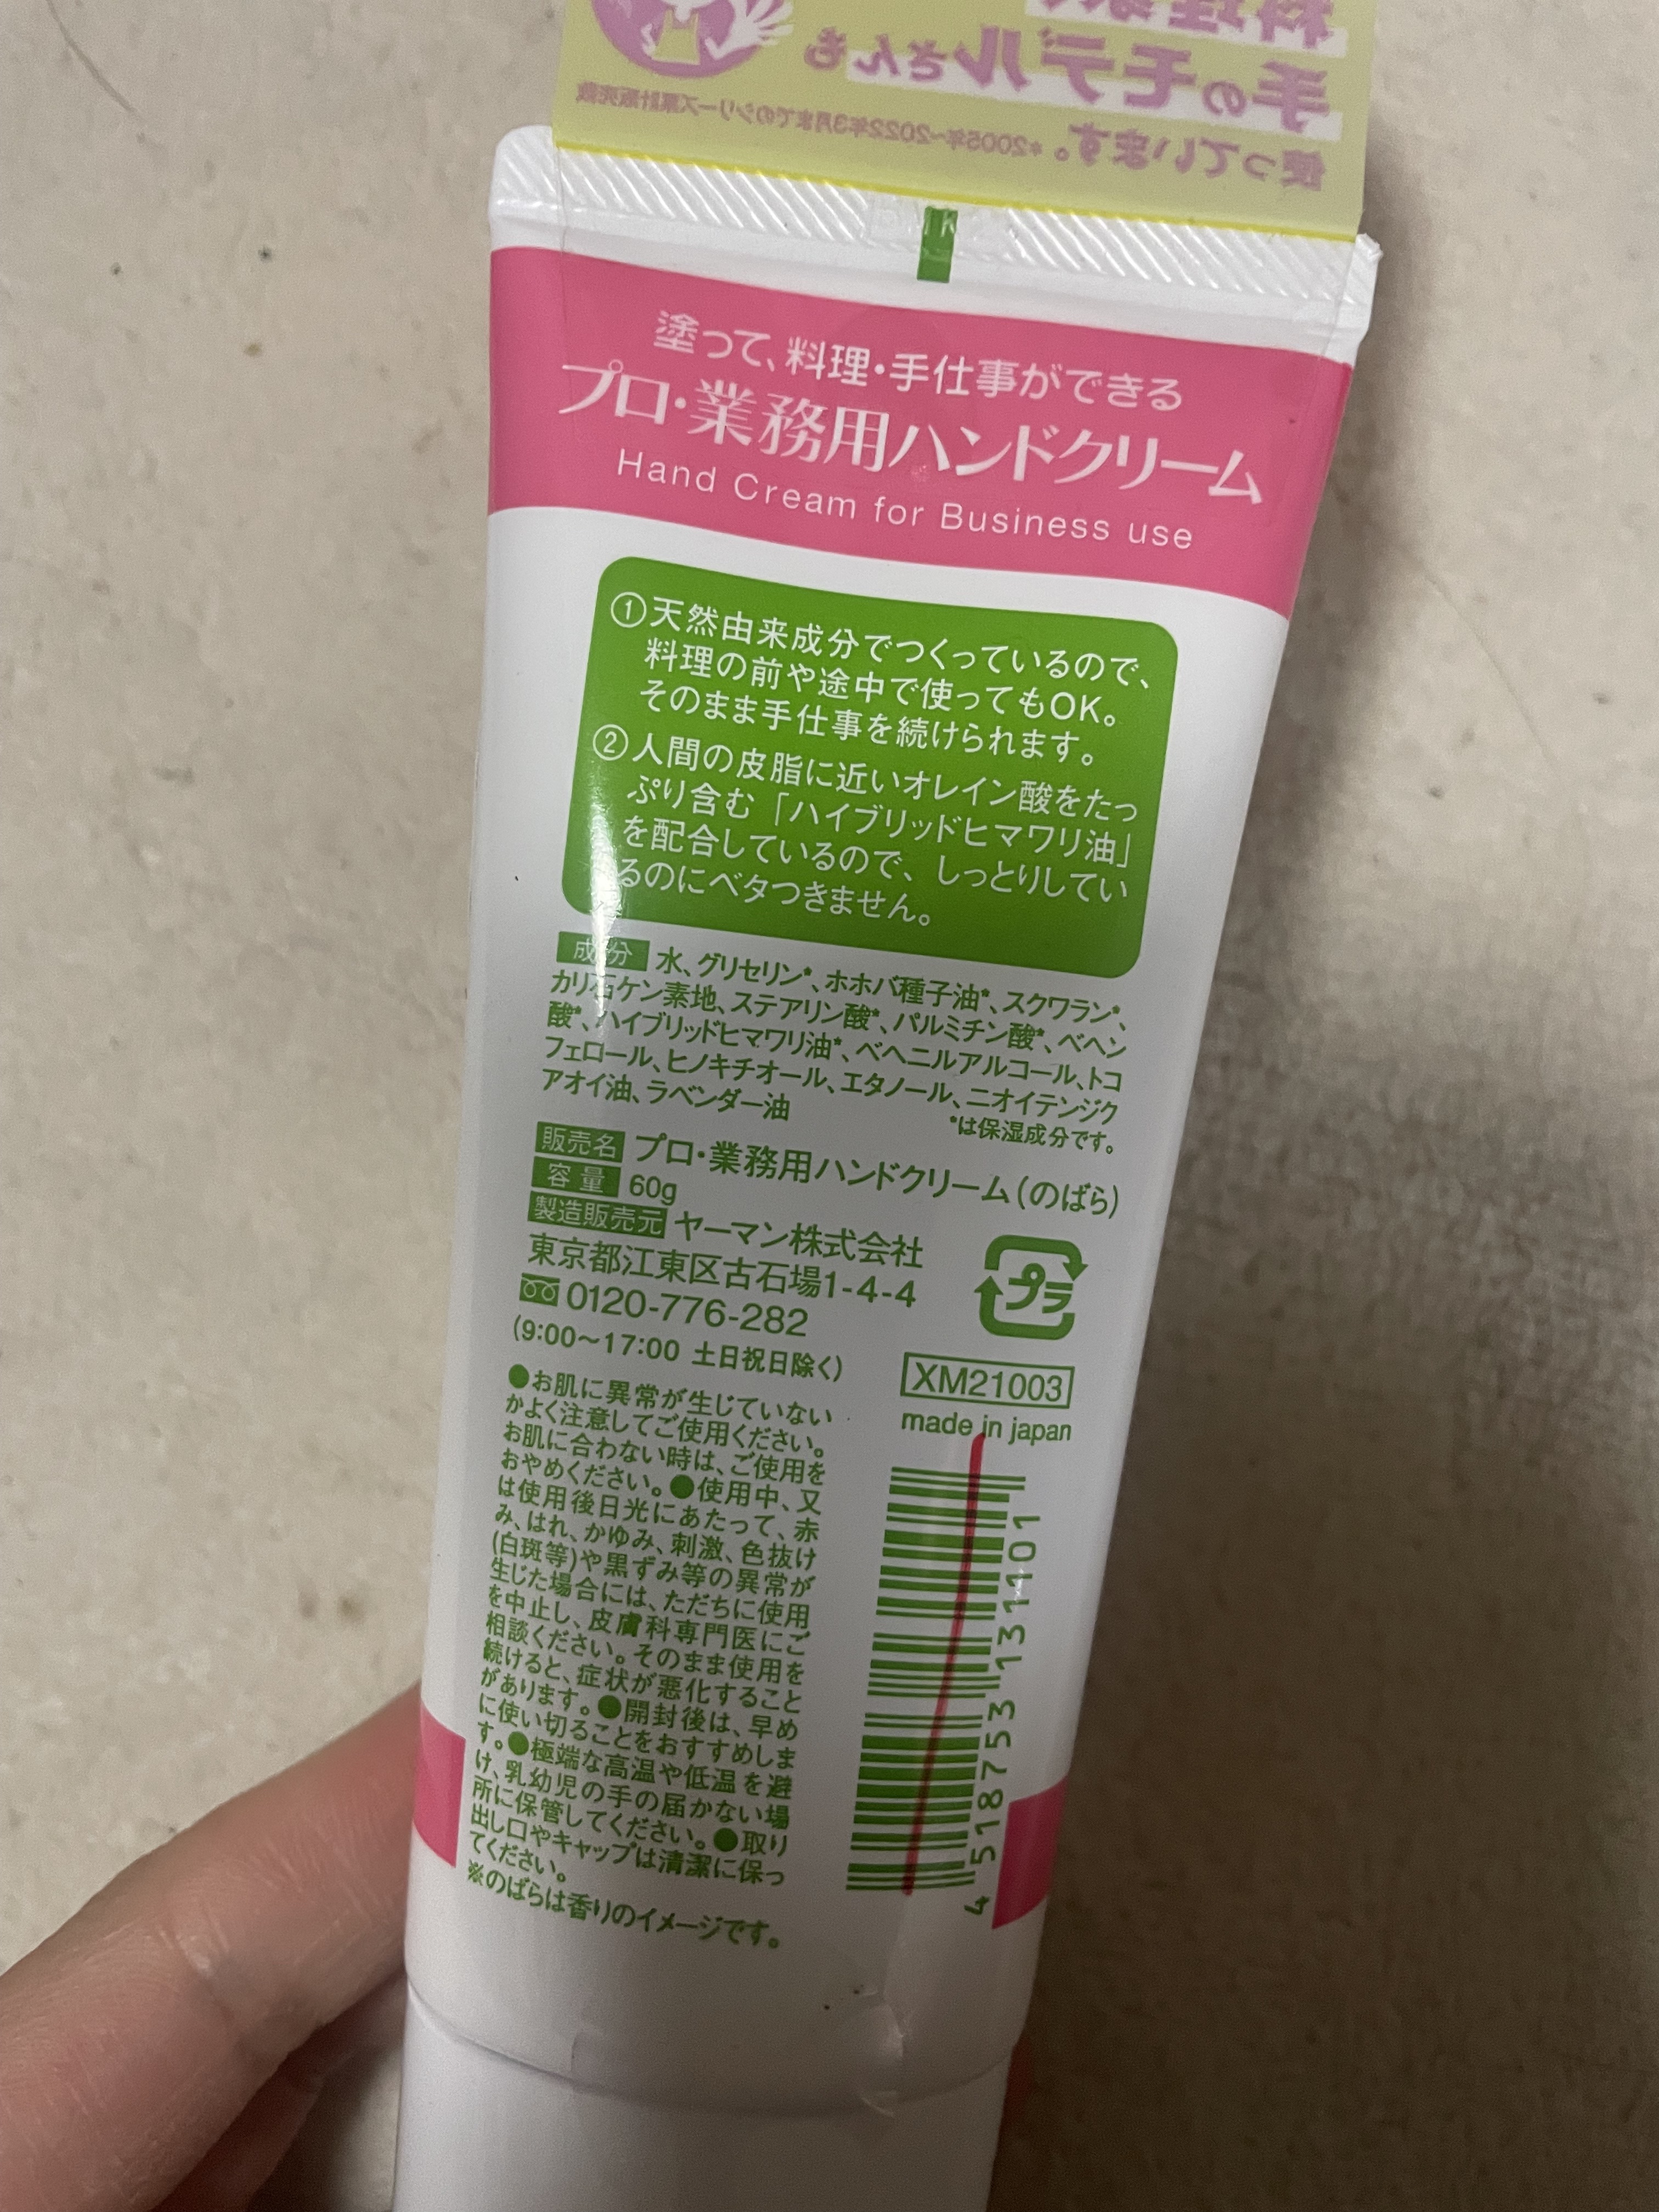 手のモデルさんも
使っています。*2005年~2022年3月までのシリーズ累計販売数
塗って、料理・手仕事ができる
プロ・業務用ハンドクリーム
Hand Cream for Business use
①天然由来成分でつくっているので、
料理の前や途中で使ってもOK。
そのまま手仕事を続けられます。
②人間の皮脂に近いオレイン酸をたっ
ぷり含む「ハイブリッドヒマワリ油」
を配合しているので、しっとりしてい
るのにベタつきません。
成分 水、グリセリン*、ホホバ種子油*、スクワラン*、
カリ石ケン素地、ステアリン酸*、パルミチン酸*、ベヘン
酸*、ハイブリッドヒマワリ油*、ベヘニルアルコール、トコ
フェロール、ヒノキチオール、エタノール、ニオイテンジク
アオイ油、ラベンダー油
*は保湿成分です。
販売名 プロ・業務用ハンドクリーム(のばら)
容量 60g
製造販売元 ヤーマン株式会社
東京都江東区古石場1-4-4
0120-776-282
(9:00〜17:00 土日祝日除く)
プラ
XM21003
made in japan
●お肌に異常が生じていない
かよく注意してご使用ください。
お肌に合わない時は、ご使用を
おやめください。●使用中、又
は使用後日光にあたって、赤
み、はれ、かゆみ、刺激、色抜け
(白斑等)や黒ずみ等の異常が
生じた場合には、ただちに使用
を中止し、皮膚科専門医にご
相談ください。そのまま使用を
続けると、症状が悪化すること
があります。●開封後は、早め
に使い切ることをおすすめしま
す。●極端な高温や低温を避
け、乳幼児の手の届かない場
所に保管してください。●取り
出し口やキャップは清潔に保っ
てください。
※のばらは香りのイメージです。
4 518753 131101